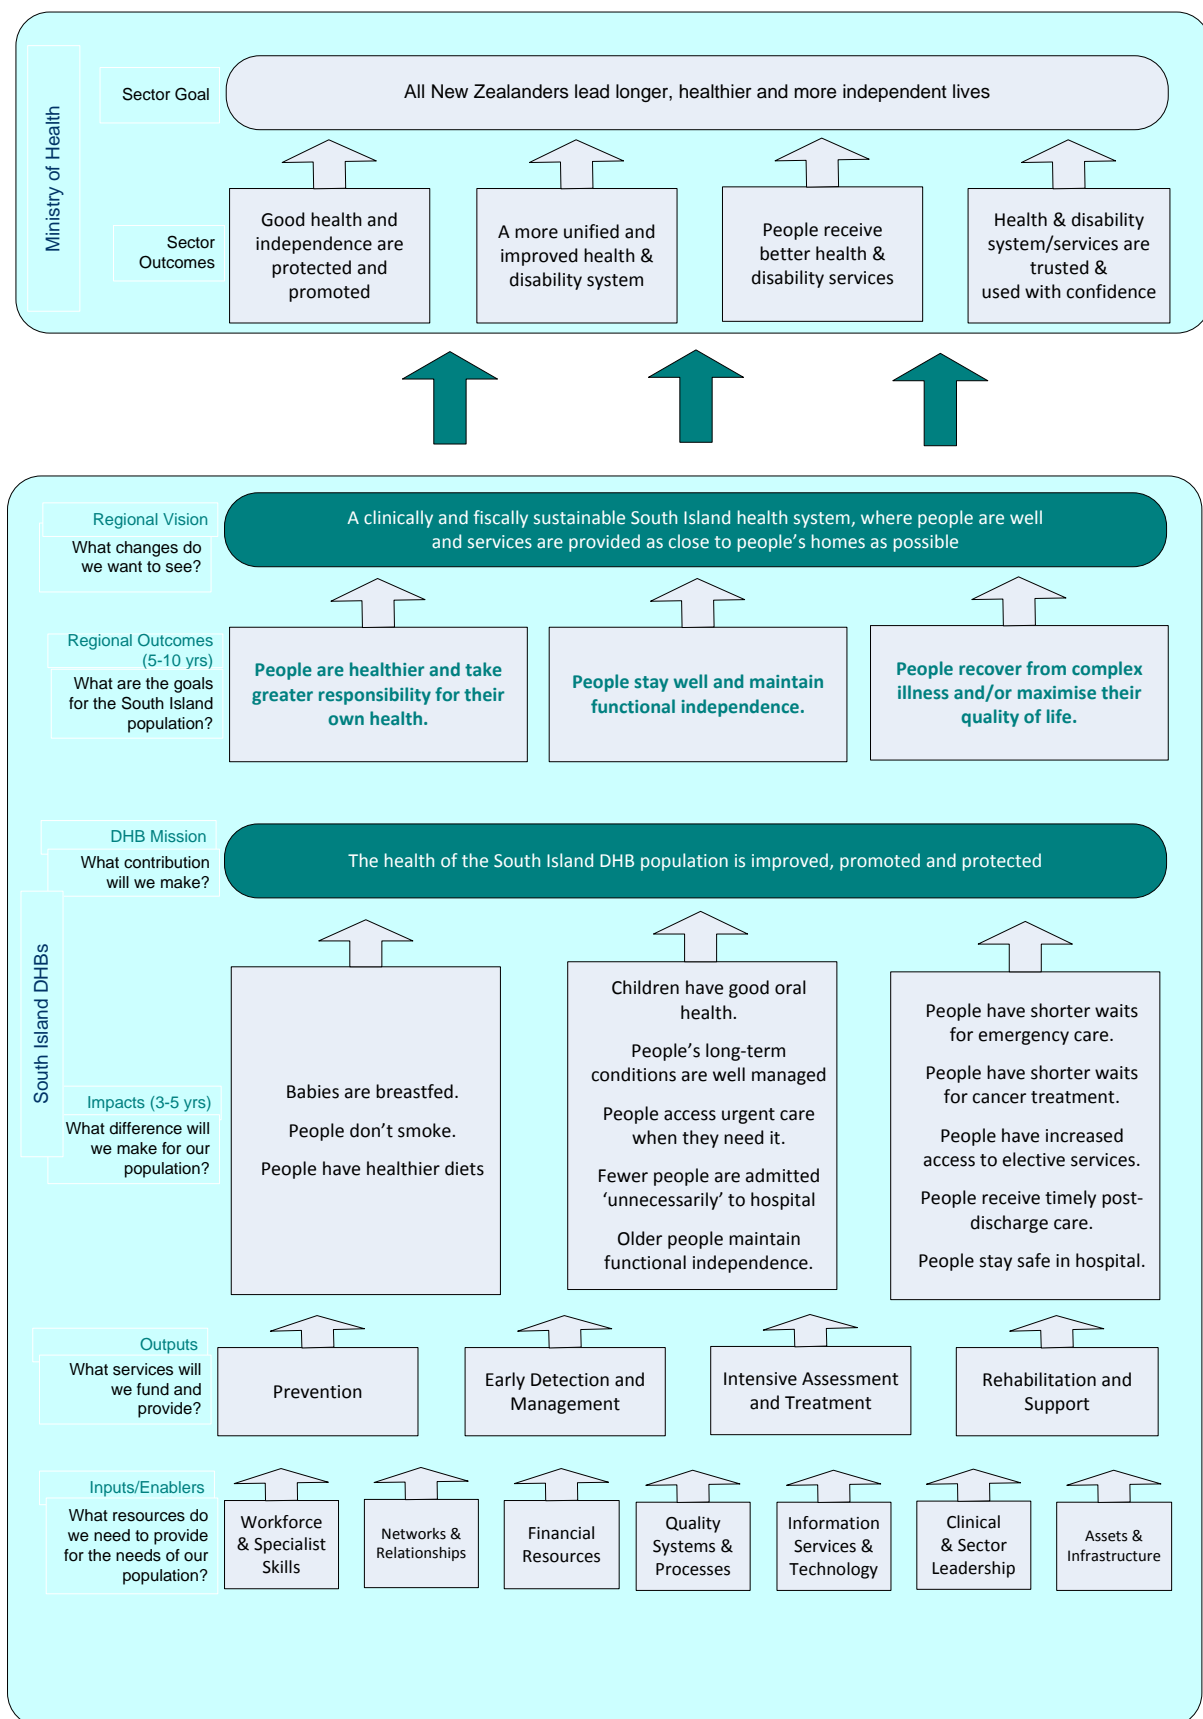 Ministry of Health
Sector Goal
All New Zealanders lead longer, healthier and more independent lives
Sector
Outcomes
Good health and
independence are
protected and
promoted
A more unified and
improved health &
disability system
People receive
better health &
disability services
Health & disability
system/services are
trusted &
used with confidence
South Island DHBs
Regional Vision
What changes do
we want to see?
A clinically and fiscally sustainable South Island health system, where people are well
and services are provided as close to people’s homes as possible
Regional Outcomes
(5-10 yrs)
What are the goals
for the South Island
population?
People are healthier and take
greater responsibility for their
own health.
People stay well and maintain
functional independence.
People recover from complex
illness and/or maximise their
quality of life.
DHB Mission
What contribution
will we make?
The health of the South Island DHB population is improved, promoted and protected
Impacts (3-5 yrs)
What difference will
we make for our
population?
Babies are breastfed.
People don’t smoke.
People have healthier diets
Children have good oral
health.
People’s long-term
conditions are well managed
People access urgent care
when they need it.
Fewer people are admitted
‘unnecessarily’ to hospital
Older people maintain
functional independence.
People have shorter waits
for emergency care.
People have shorter waits
for cancer treatment.
People have increased
access to elective services.
People receive timely post-
discharge care.
People stay safe in hospital.
Outputs
What services will
we fund and
provide?
Prevention
Early Detection and
Management
Intensive Assessment
and Treatment
Rehabilitation and
Support
Inputs/Enablers
What resources do
we need to provide
for the needs of our
population?
Workforce
& Specialist
Skills
Networks &
Relationships
Financial
Resources
Quality
Systems &
Processes
Information
Services &
Technology
Clinical
& Sector
Leadership
Assets &
Infrastructure